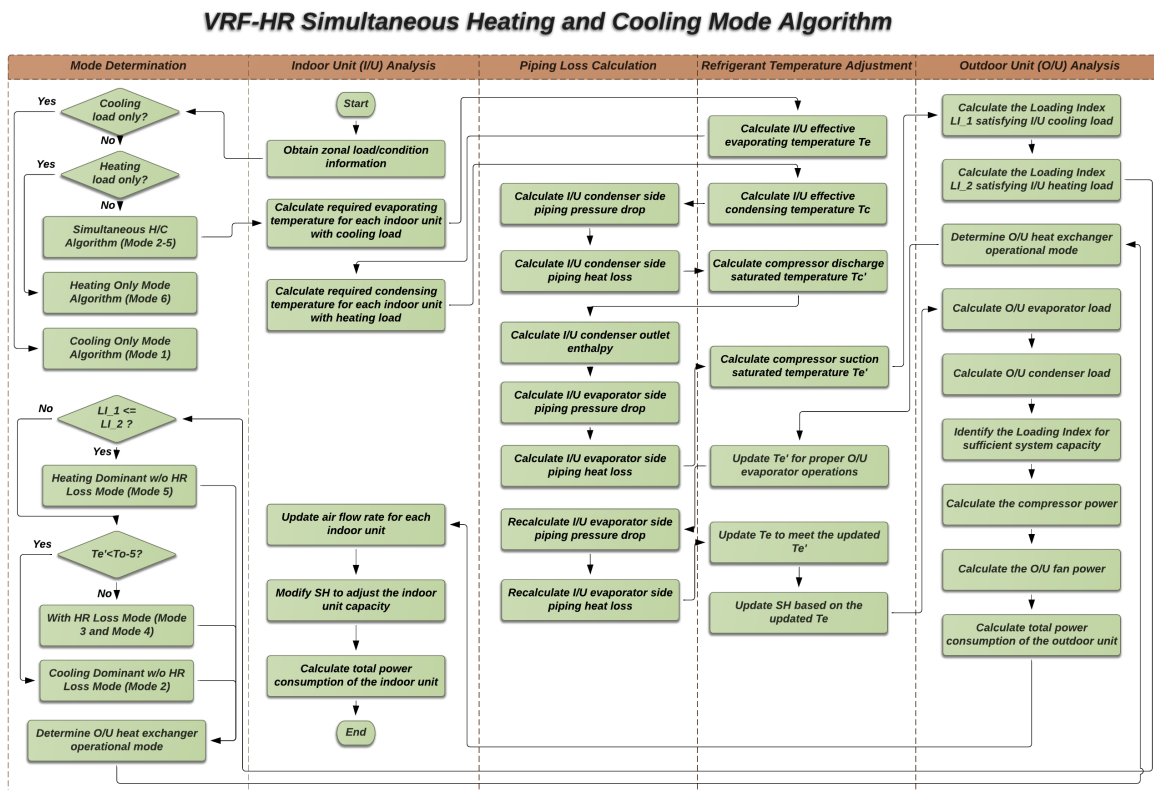 VRF-HR Simultaneous Heating and Cooling Mode Algorithm
Mode Determination
Indoor Unit (I/U) Analysis
Piping Loss Calculation
Refrigerant Temperature Adjustment
Outdoor Unit (O/U) Analysis
Yes
Cooling
load only?
No
Yes
Heating
load only?
No
Simultaneous H/C
Algorithm (Mode 2-5)
Heating Only Mode
Algorithm (Mode 6)
Cooling Only Mode
Algorithm (Mode 1)
No
LI_1 <=
LI_2 ?
Yes
Heating Dominant w/o HR
Loss Mode (Mode 5)
Yes
Te'<To-5?
No
With HR Loss Mode (Mode
3 and Mode 4)
Cooling Dominant w/o HR
Loss Mode (Mode 2)
Determine O/U heat exchanger
operational mode
Start
Obtain zonal load/condition
information
Calculate required evaporating
temperature for each indoor unit
with cooling load
Calculate required condensing
temperature for each indoor unit
with heating load
Update air flow rate for each
indoor unit
Modify SH to adjust the indoor
unit capacity
Calculate total power
consumption of the indoor unit
End
Calculate I/U condenser side
piping pressure drop
Calculate I/U condenser side
piping heat loss
Calculate I/U condenser outlet
enthalpy
Calculate I/U evaporator side
piping pressure drop
Calculate I/U evaporator side
piping heat loss
Recalculate I/U evaporator side
piping pressure drop
Recalculate I/U evaporator side
piping heat loss
Calculate I/U effective
evaporating temperature Te
Calculate I/U effective
condensing temperature Tc
Calculate compressor discharge
saturated temperature Tc'
Calculate compressor suction
saturated temperature Te'
Update Te' for proper O/U
evaporator operations
Update Te to meet the updated
Te'
Update SH based on the
updated Te
Calculate the Loading Index
LI_1 satisfying I/U cooling load
Calculate the Loading Index
LI_2 satisfying I/U heating load
Determine O/U heat exchanger
operational mode
Calculate O/U evaporator load
Calculate O/U condenser load
Identify the Loading Index for
sufficient system capacity
Calculate the compressor power
Calculate the O/U fan power
Calculate total power
consumption of the outdoor unit